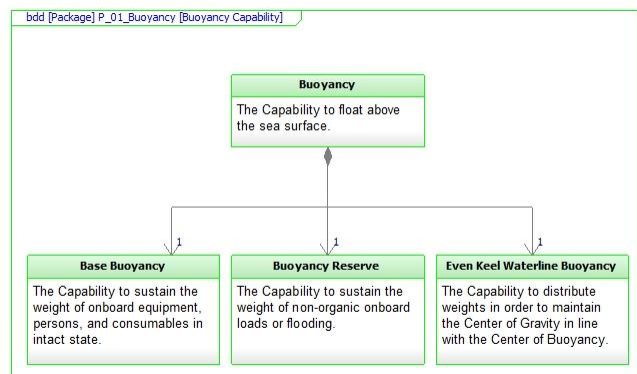 bdd [Package] P_01_Buoyancy [Buoyancy Capability]
Buoyancy
The Capability to float above
the sea surface.
1
1
1
Base Buoyancy
The Capability to sustain the
weight of onboard equipment,
persons, and consumables in
intact state.
Buoyancy Reserve
The Capability to sustain the
weight of non-organic onboard
loads or flooding.
Even Keel Waterline Buoyancy
The Capability to distribute
weights in order to maintain
the Center of Gravity in line
with the Center of Buoyancy.